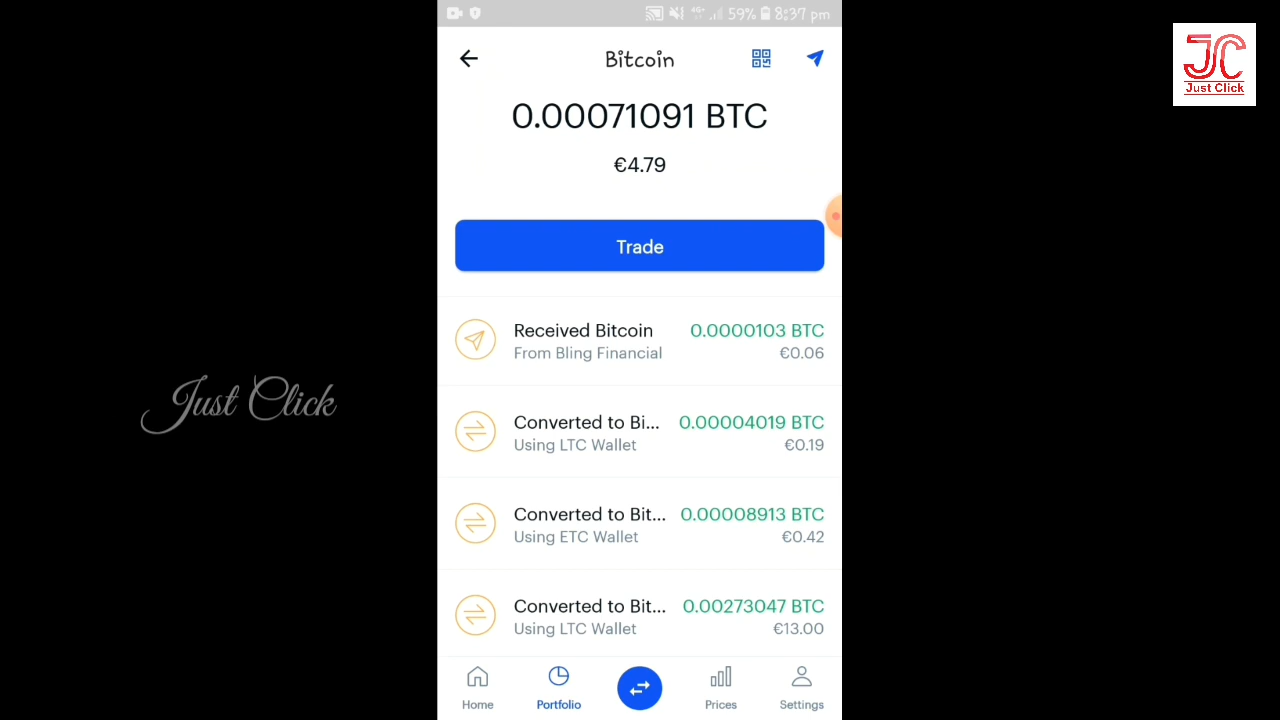 4G+ 59% 8:37 pm
Bitcoin
0.00071091 BTC
€4.79
Trade
Received Bitcoin 0.0000103 BTC
From Bling Financial €0.06
Converted to Bi... 0.00004019 BTC
Using LTC Wallet €0.19
Converted to Bit... 0.00008913 BTC
Using ETC Wallet €0.42
Converted to Bit... 0.00273047 BTC
Using LTC Wallet €13.00
Home Portfolio Prices Settings
Just Click
JC
Just Click